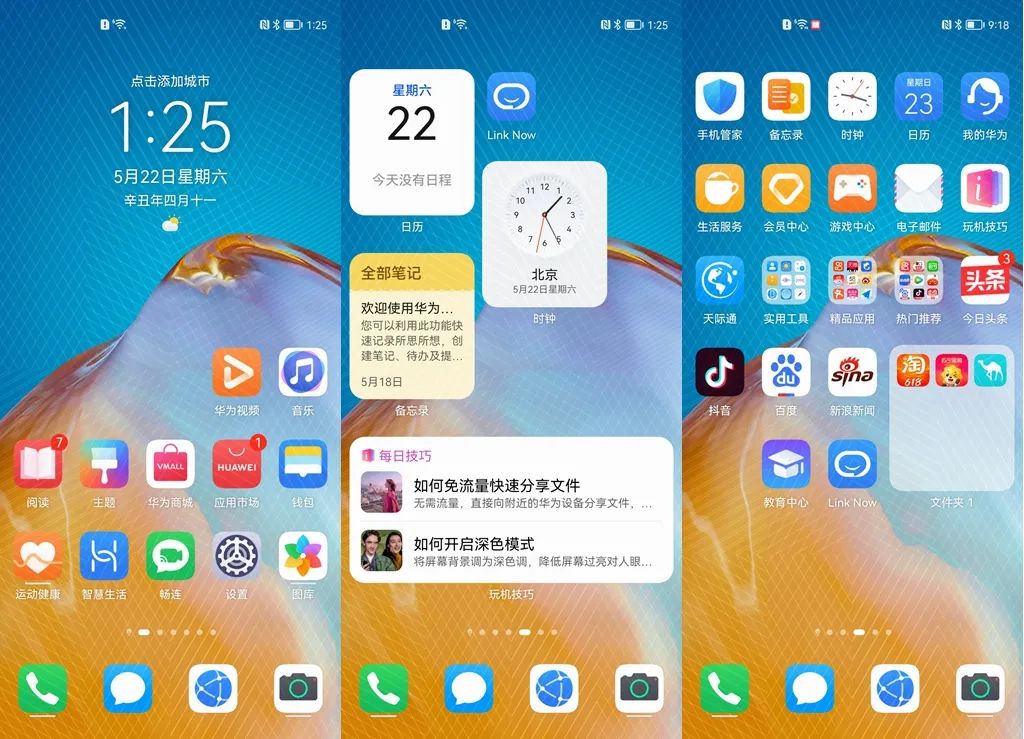 1:25
点击添加城市
1:25
5月22日星期六
辛丑年四月十一
华为视频
音乐
7
VMALL
HUAWEI
1
阅读
主题
华为商城
应用市场
钱包
运动健康
智慧生活
畅连
设置
图库
1:25
星期六
22
今天没有日程
日历
Link Now
12
1
2
3
4
5
6
7
8
9
10
11
北京
5月22日星期六
时钟
全部笔记
欢迎使用华为…
您可以利用此功能快
速记录所思所想，创
建笔记、待办及提…
5月18日
备忘录
每日技巧
如何免流量快速分享文件
无需流量，直接向附近的华为设备分享文件，…
如何开启深色模式
将屏幕背景调为深色调，降低屏幕过亮对人眼…
玩机技巧
9:18
星期日
23
手机管家
备忘录
时钟
日历
我的华为
生活服务
会员中心
游戏中心
电子邮件
玩机技巧
头条
3
天际通
实用工具
精品应用
热门推荐
今日头条
du
sina
淘
618
抖音
百度
新浪新闻
教育中心
Link Now
文件夹 1